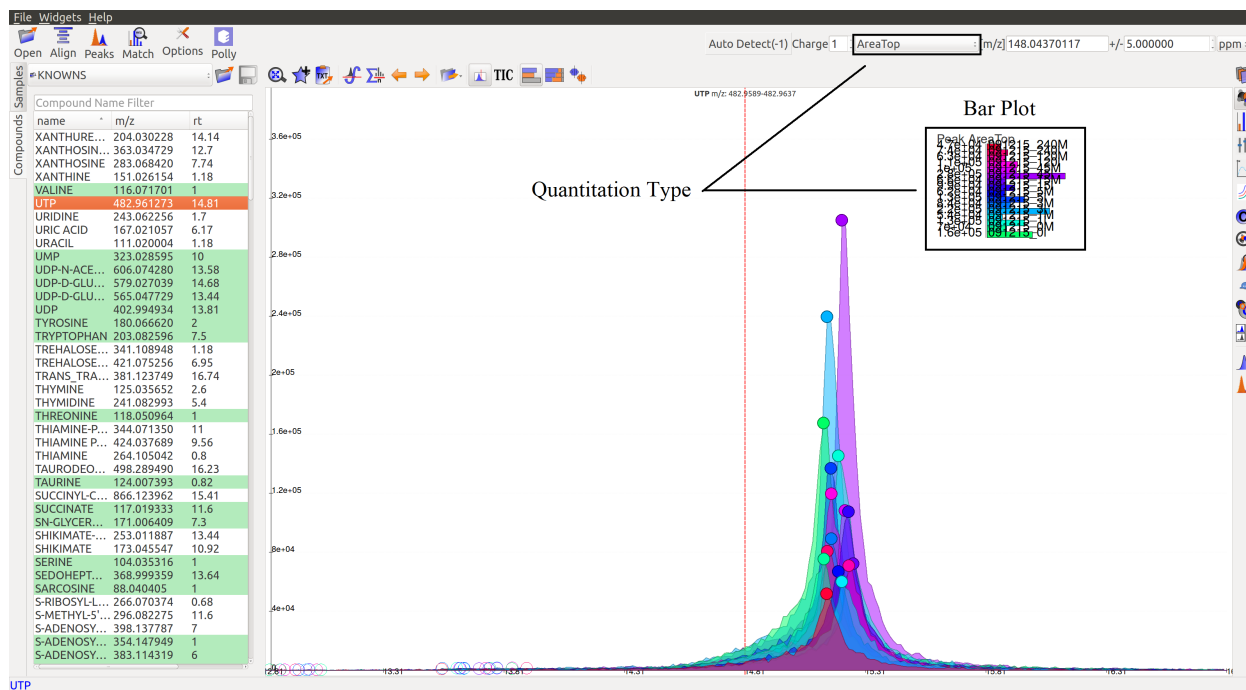 File Widgets Help
Open Align Peaks Match Options Polly
Auto Detect(-1) Charge 1 AreaTop [m/z] 148.04370117 +/- 5.000000 ppm
Samples
Compounds
KNOWNS
TIC
Compound Name Filter
name m/z rt
XANTHURE... 204.030228 14.14
XANTHOSIN... 363.034729 12.7
XANTHOSINE 283.068420 7.74
XANTHINE 151.026154 1.18
VALINE 116.071701 1
UTP 482.961273 14.81
URIDINE 243.062256 1.7
URIC ACID 167.021057 6.17
URACIL 111.020004 1.18
UMP 323.028595 10
UDP-N-ACE... 606.074280 13.58
UDP-D-GLU... 579.027039 14.68
UDP-D-GLU... 565.047729 13.44
UDP 402.994934 13.81
TYROSINE 180.066620 2
TRYPTOPHAN 203.082596 7.5
TREHALOSE... 341.108948 1.18
TREHALOSE... 421.075256 6.95
TRANS_TRA... 381.123749 16.74
THYMINE 125.035652 2.6
THYMIDINE 241.082993 5.4
THREONINE 118.050964 1
THIAMINE-P... 344.071350 11
THIAMINE P... 424.037689 9.56
THIAMINE 264.105042 0.8
TAURODEO... 498.289490 16.23
TAURINE 124.007393 0.82
SUCCINYL-C... 866.123962 15.41
SUCCINATE 117.019333 11.6
SN-GLYCER... 171.006409 7.3
SHIKIMATE-... 253.011887 13.44
SHIKIMATE 173.045547 10.92
SERINE 104.035316 1
SEDOHEPT... 368.999359 13.64
SARCOSINE 88.040405 1
S-RIBOSYL-L... 266.070374 0.68
S-METHYL-5'... 296.082275 11.6
S-ADENOSY... 398.137787 7
S-ADENOSY... 354.147949 1
S-ADENOSY... 383.114319 6
UTP m/z: 482.9589-482.9637
3.6e+05
3.2e+05
2.8e+05
2.4e+05
2e+05
1.6e+05
1.2e+05
8e+04
4e+04
12.81 13.31 13.81 14.31 14.81 15.31 15.81 16.31
Bar Plot
Peak AreaTop
1.6e+05 091215_0I
Quantitation Type
UTP